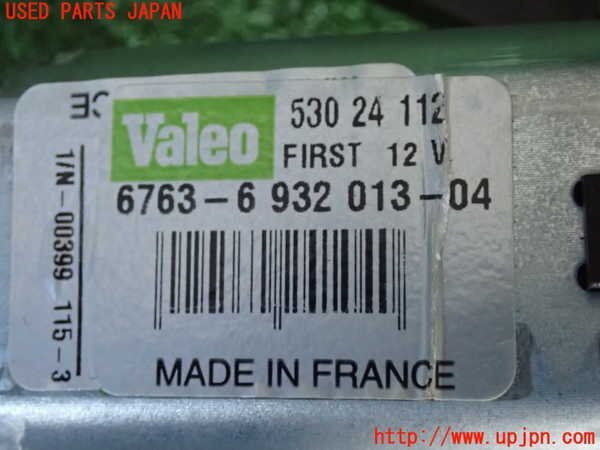 USED PARTS JAPAN
Valeo
530 24 112
FIRST 12 V
6763-6 932 013-04
1/N-00399 115-3
MADE IN FRANCE
http://www.upjpn.com/